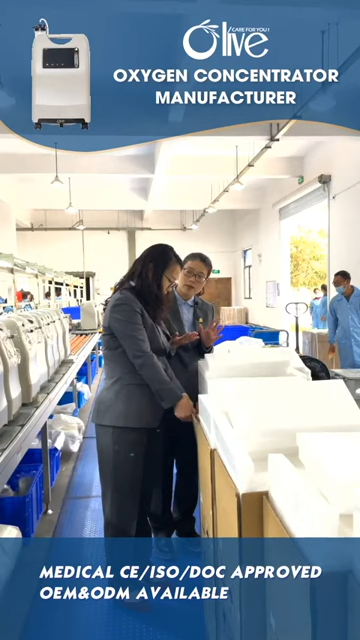 CARE FOR YOU!
Olive
OXYGEN CONCENTRATOR
MANUFACTURER
MEDICAL CE/ISO/DOC APPROVED
OEM&ODM AVAILABLE